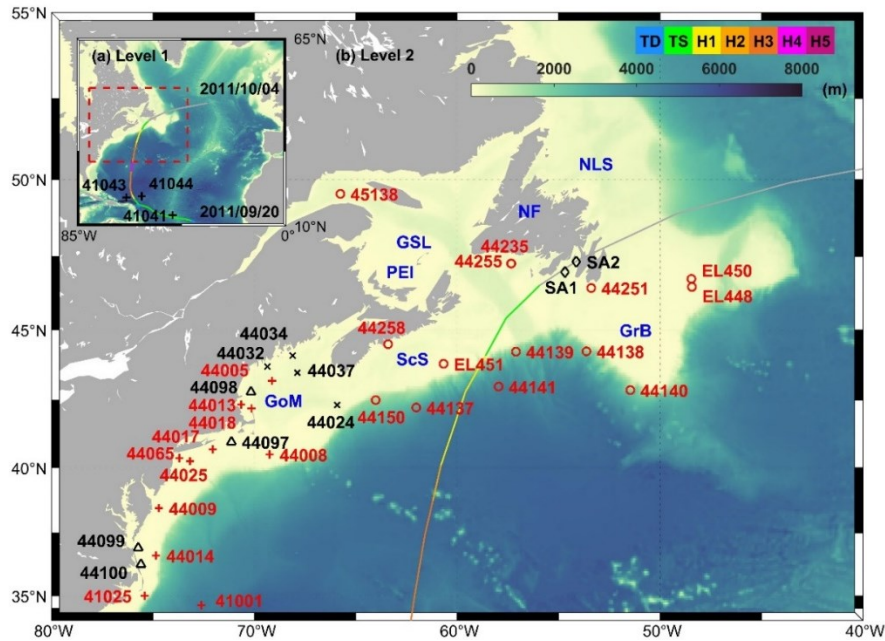 55°N
50°N
45°N
40°N
35°N
80°W
70°W
60°W
50°W
40°W
(a) Level 1
65°N
2011/10/04
41043
41044
41041
2011/09/20
85°W
0°
10°N
(b) Level 2
TD TS H1 H2 H3 H4 H5
0 2000 4000 6000 8000 (m)
NLS
45138
NF
GSL
44235
44255
SA2
EL450
PEI
SA1
44251
EL448
44258
GrB
44034
44032
ScS
44139
44138
44005
44037
EL451
44098
44141
44140
44013
GoM
44150
44137
44018
44024
44017
44097
44065
44008
44025
44009
44099
44014
44100
41025
41001